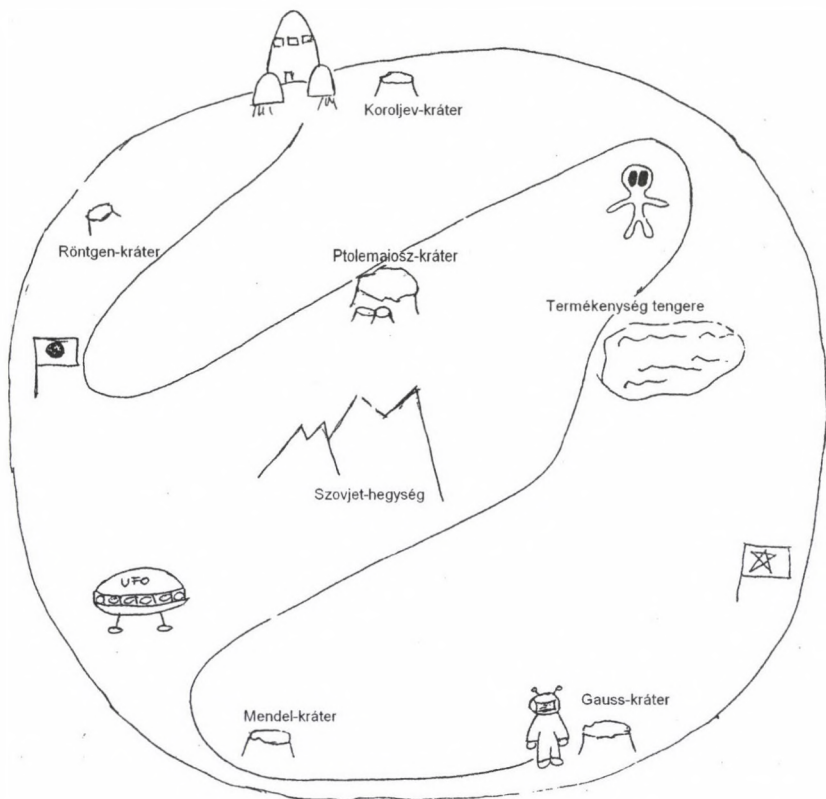 Koroljev-kráter
Röntgen-kráter
Ptolemaiosz-kráter
Termékenység tengere
Szovjet-hegység
UFO
Mendel-kráter
Gauss-kráter